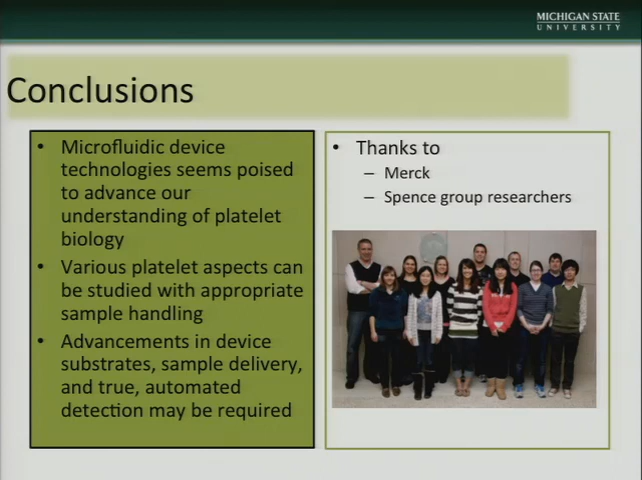 MICHIGAN STATE
UNIVERSITY
Conclusions
• Microfluidic device
technologies seems poised
to advance our
understanding of platelet
biology
• Various platelet aspects can
be studied with appropriate
sample handling
• Advancements in device
substrates, sample delivery,
and true, automated
detection may be required
• Thanks to
– Merck
– Spence group researchers